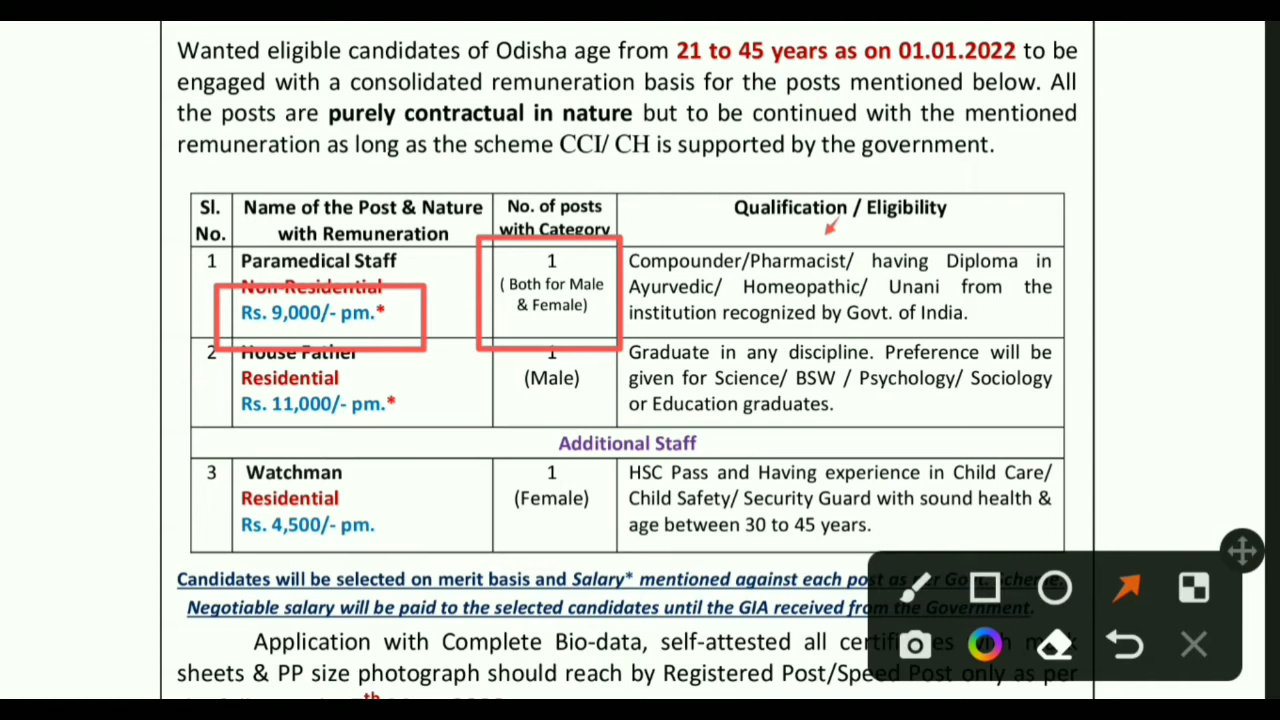 Wanted eligible candidates of Odisha age from 21 to 45 years as on 01.01.2022 to be
engaged with a consolidated remuneration basis for the posts mentioned below. All
the posts are purely contractual in nature but to be continued with the mentioned
remuneration as long as the scheme CCI/ CH is supported by the government.
Sl. No. Name of the Post & Nature with Remuneration No. of posts with Category Qualification / Eligibility
1 Paramedical Staff 1 Compounder/Pharmacist/ having Diploma in
Non-Residential ( Both for Male Ayurvedic/ Homeopathic/ Unani from the
Rs. 9,000/- pm.* & Female) institution recognized by Govt. of India.
2 House Father 1 Graduate in any discipline. Preference will be
Residential (Male) given for Science/ BSW / Psychology/ Sociology
Rs. 11,000/- pm.* or Education graduates.
Additional Staff
3 Watchman 1 HSC Pass and Having experience in Child Care/
Residential (Female) Child Safety/ Security Guard with sound health &
Rs. 4,500/- pm. age between 30 to 45 years.
Candidates will be selected on merit basis and Salary* mentioned against each post as per Govt. Scheme.
Negotiable salary will be paid to the selected candidates until the GIA received from the Government.
Application with Complete Bio-data, self-attested all certificates with mark
sheets & PP size photograph should reach by Registered Post/Speed Post only as per